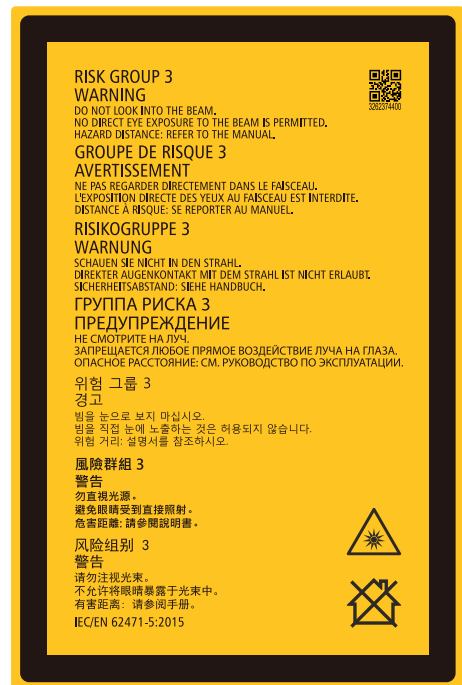 RISK GROUP 3
WARNING
DO NOT LOOK INTO THE BEAM.
NO DIRECT EYE EXPOSURE TO THE BEAM IS PERMITTED.
HAZARD DISTANCE: REFER TO THE MANUAL.
3262374400
GROUPE DE RISQUE 3
AVERTISSEMENT
NE PAS REGARDER DIRECTEMENT DANS LE FAISCEAU.
L'EXPOSITION DIRECTE DES YEUX AU FAISCEAU EST INTERDITE.
DISTANCE À RISQUE: SE REPORTER AU MANUEL.
RISIKOGRUPPE 3
WARNUNG
SCHAUEN SIE NICHT IN DEN STRAHL.
DIREKTER AUGENKONTAKT MIT DEM STRAHL IST NICHT ERLAUBT.
SICHERHEITSABSTAND: SIEHE HANDBUCH.
ГРУППА РИСКА 3
ПРЕДУПРЕЖДЕНИЕ
НЕ СМОТРИТЕ НА ЛУЧ.
ЗАПРЕЩАЕТСЯ ЛЮБОЕ ПРЯМОЕ ВОЗДЕЙСТВИЕ ЛУЧА НА ГЛАЗА.
ОПАСНОЕ РАССТОЯНИЕ: СМ. РУКОВОДСТВО ПО ЭКСПЛУАТАЦИИ.
위험 그룹 3
경고
빔을 눈으로 보지 마십시오.
빔을 직접 눈에 노출하는 것은 허용되지 않습니다.
위험 거리: 설명서를 참조하시오.
風險群組 3
警告
勿直視光源。
避免眼睛受到直接照射。
危害距離: 請參閱說明書。
风险组别 3
警告
请勿注视光束。
不允许将眼睛暴露于光束中。
有害距离: 请参阅手册。
IEC/EN 62471-5:2015